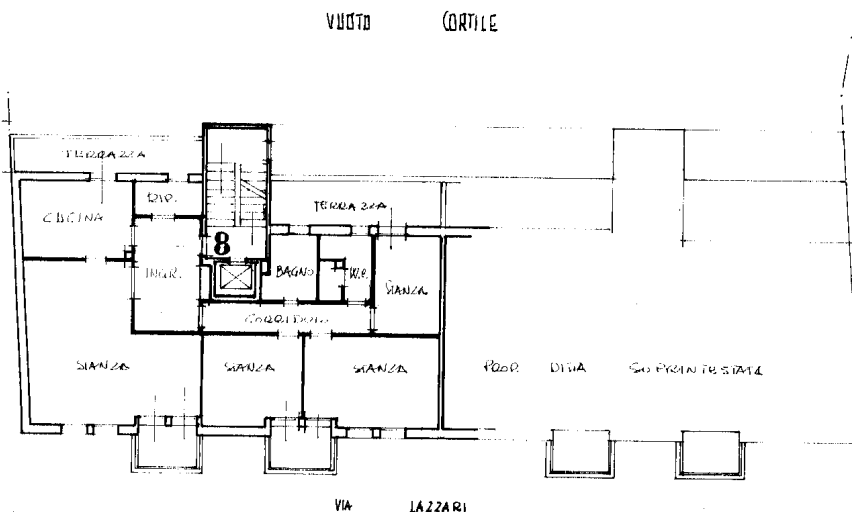 VUOTO CORTILE
TERRAZZA
RIP.
CUCINA
TERRAZZA
8
INGR.
BAGNO
W.C.
STANZA
CORRIDOIO
STANZA
STANZA
STANZA
PROP. DITTA SOPRINTESTATA
VIA LAZZARI